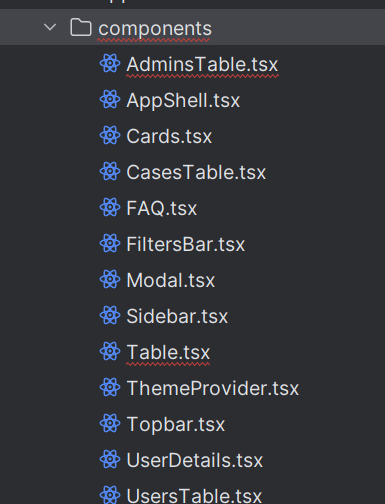 components
AdminsTable.tsx
AppShell.tsx
Cards.tsx
CasesTable.tsx
FAQ.tsx
FiltersBar.tsx
Modal.tsx
Sidebar.tsx
Table.tsx
ThemeProvider.tsx
Topbar.tsx
UserDetails.tsx
UsersTable.tsx